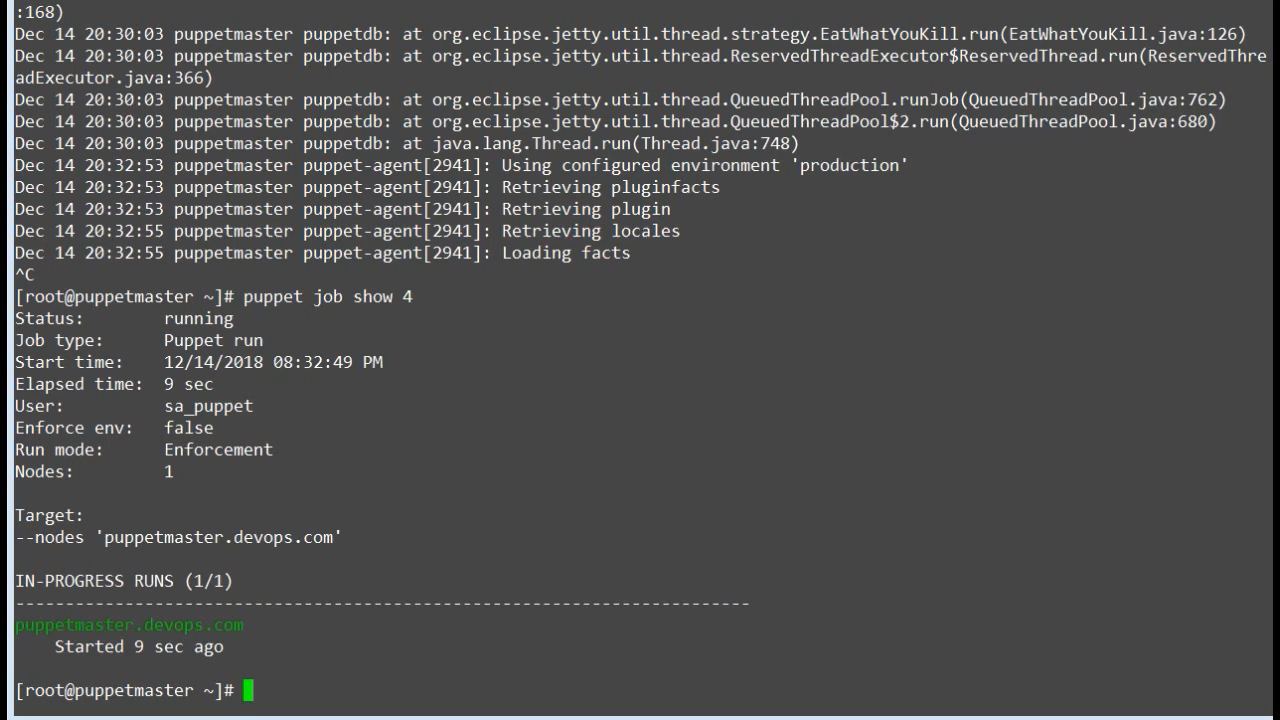 :168)
Dec 14 20:30:03 puppetmaster puppetdb: at org.eclipse.jetty.util.thread.strategy.EatWhatYouKill.run(EatWhatYouKill.java:126)
Dec 14 20:30:03 puppetmaster puppetdb: at org.eclipse.jetty.util.thread.ReservedThreadExecutor$ReservedThread.run(ReservedThre
adExecutor.java:366)
Dec 14 20:30:03 puppetmaster puppetdb: at org.eclipse.jetty.util.thread.QueuedThreadPool.runJob(QueuedThreadPool.java:762)
Dec 14 20:30:03 puppetmaster puppetdb: at org.eclipse.jetty.util.thread.QueuedThreadPool$2.run(QueuedThreadPool.java:680)
Dec 14 20:30:03 puppetmaster puppetdb: at java.lang.Thread.run(Thread.java:748)
Dec 14 20:32:53 puppetmaster puppet-agent[2941]: Using configured environment 'production'
Dec 14 20:32:53 puppetmaster puppet-agent[2941]: Retrieving pluginfacts
Dec 14 20:32:53 puppetmaster puppet-agent[2941]: Retrieving plugin
Dec 14 20:32:55 puppetmaster puppet-agent[2941]: Retrieving locales
Dec 14 20:32:55 puppetmaster puppet-agent[2941]: Loading facts
^C
[root@puppetmaster ~]# puppet job show 4
Status:         running
Job type:       Puppet run
Start time:     12/14/2018 08:32:49 PM
Elapsed time:  9 sec
User:           sa_puppet
Enforce env:    false
Run mode:       Enforcement
Nodes:          1
Target:
--nodes 'puppetmaster.devops.com'
IN-PROGRESS RUNS (1/1)
--------------------------------------------------------------------------
puppetmaster.devops.com
    Started 9 sec ago
[root@puppetmaster ~]#